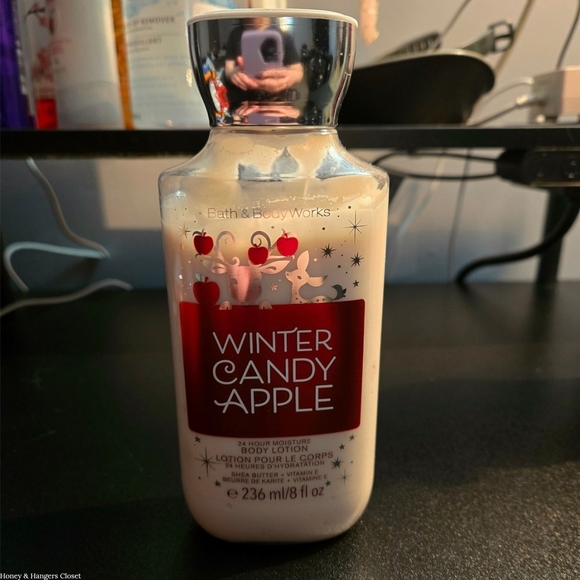 REMOVER
Bath & Body Works
WINTER
CANDY
APPLE
24 HOUR MOISTURE
BODY LOTION
LOTION POUR LE CORPS
24 HEURES D'HYDRATATION
SHEA BUTTER + VITAMIN E
BEURRE DE KARITÉ + VITAMINE E
℮ 236 ml/8 fl oz
Honey & Hangers Closet